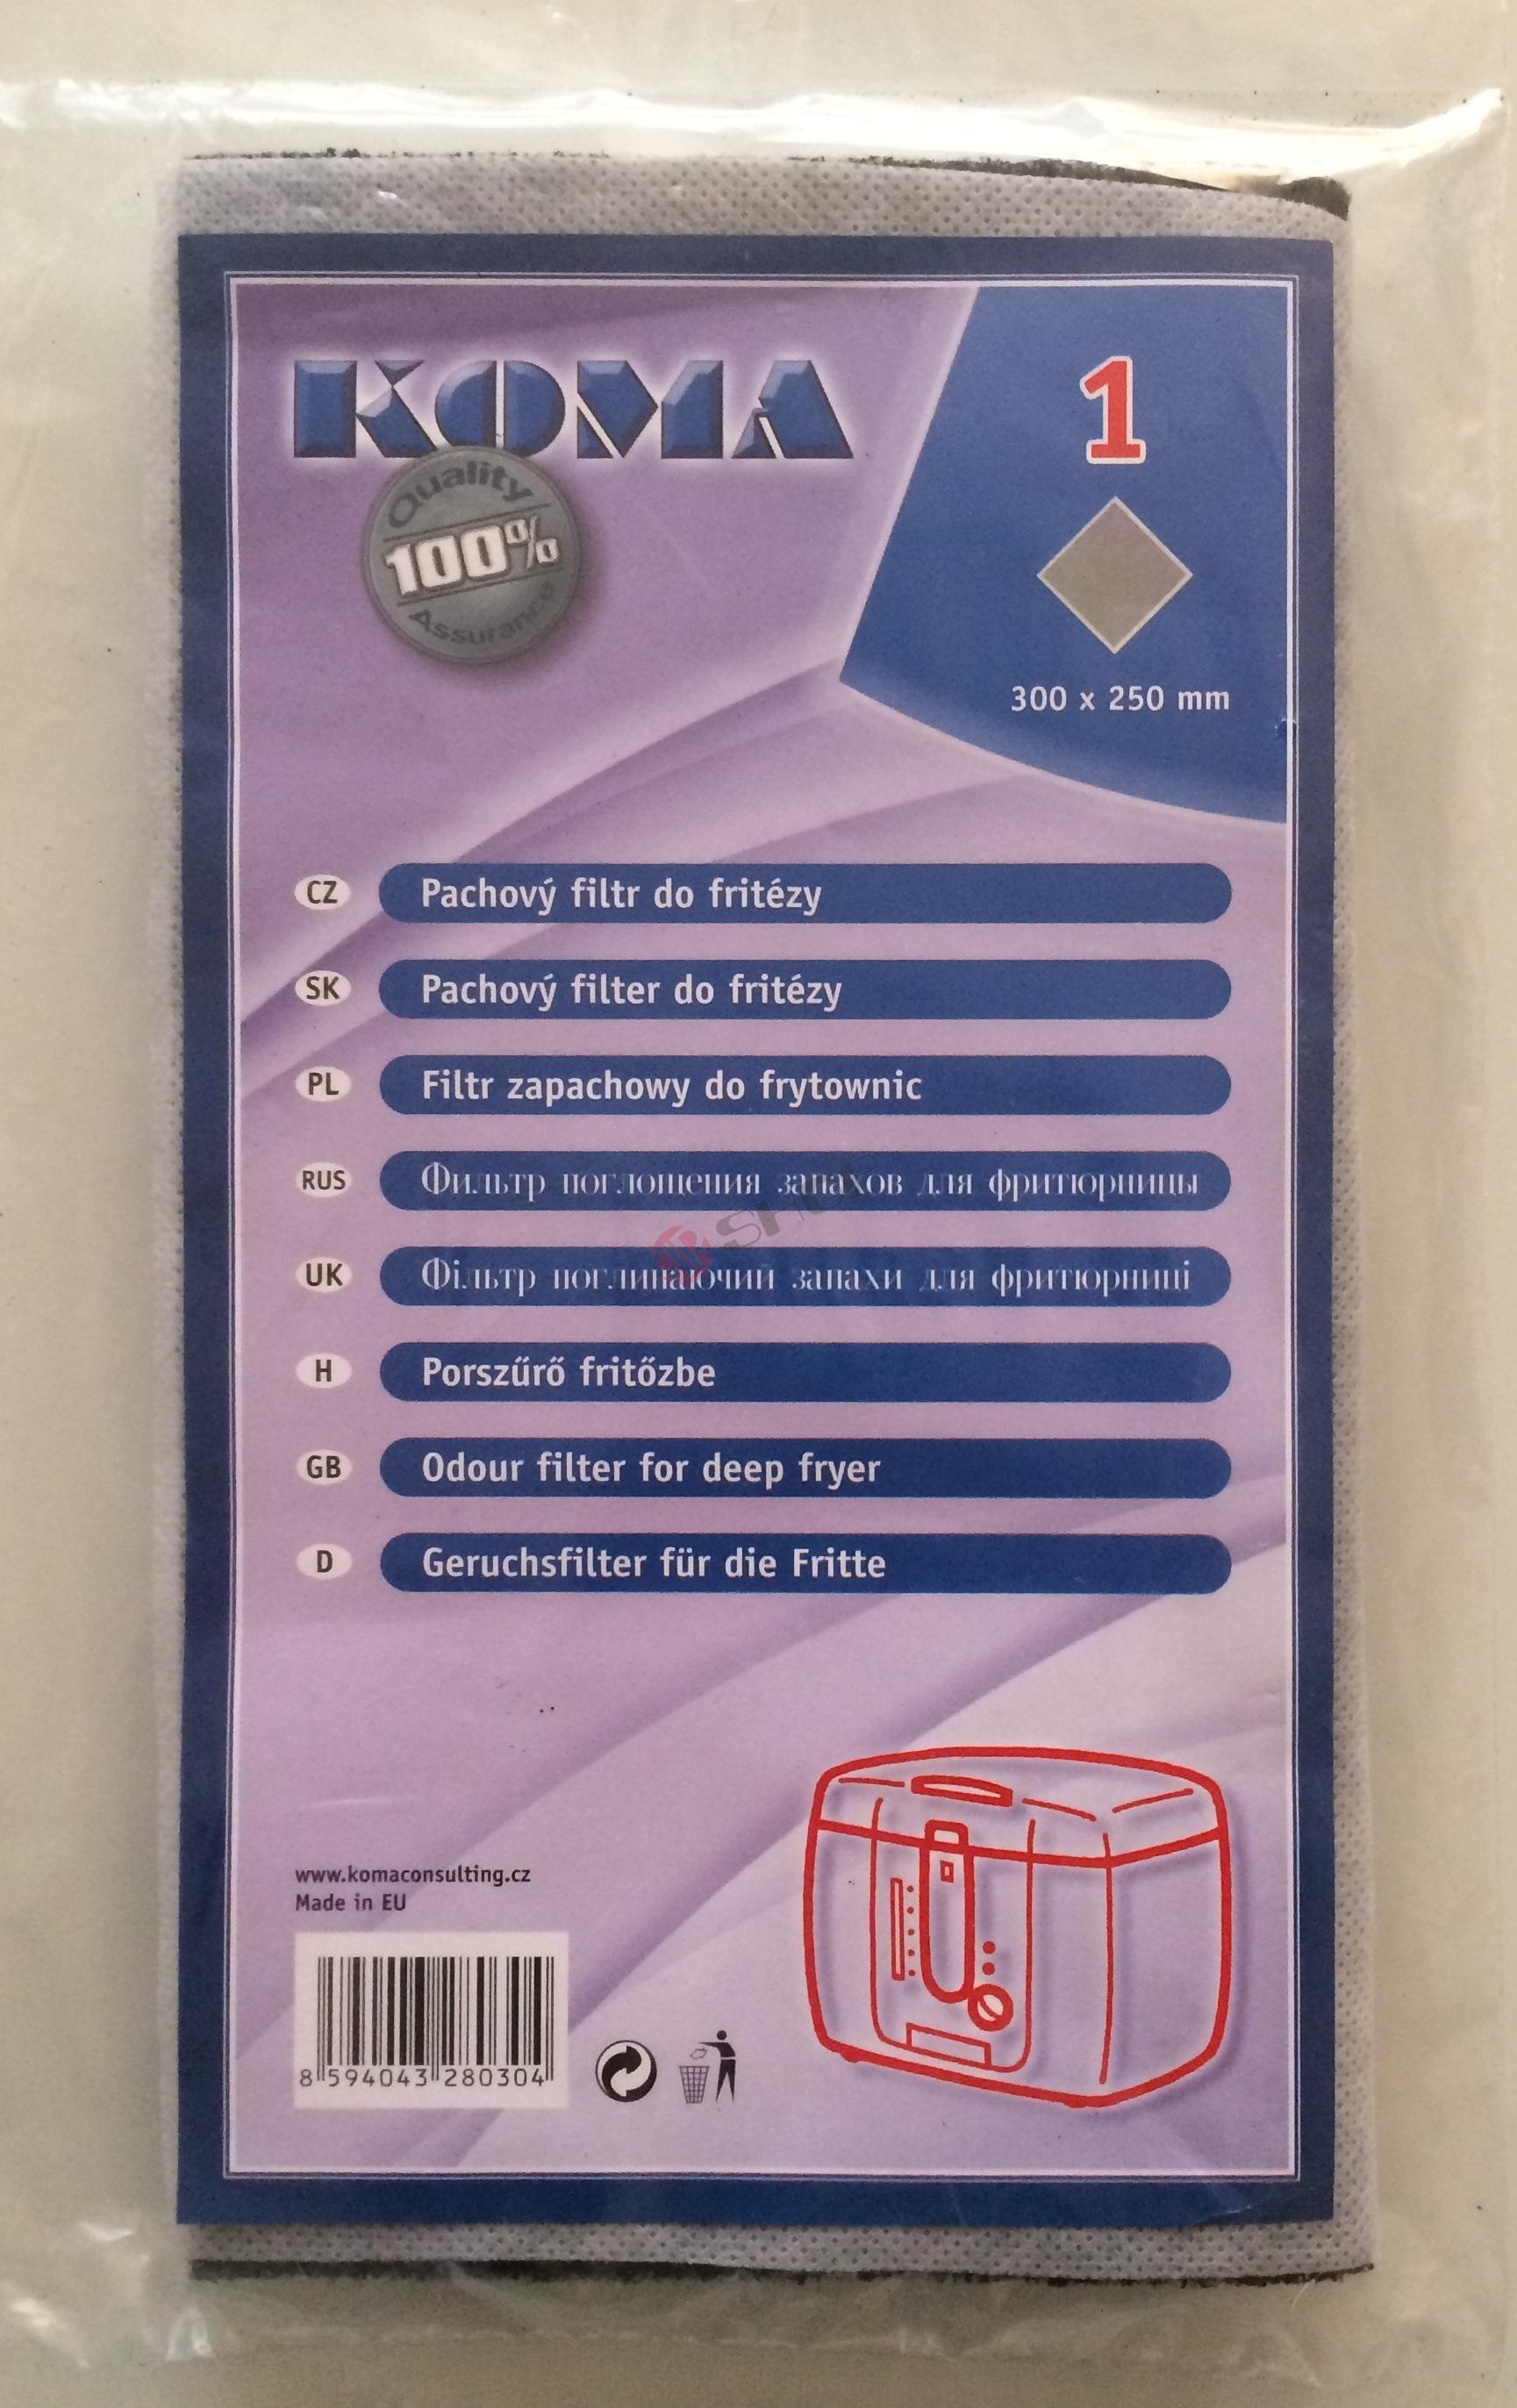 KOMA
1
Quality
100%
Assurance
300 x 250 mm
CZ Pachový filtr do fritézy
SK Pachový filter do fritézy
PL Filtr zapachowy do frytownic
RUS Фильтр поглощения запахов для фритюрницы
SHOP
UK Фільтр поглинаючий запахи для фритюрниці
H Porszűrő fritőzbe
GB Odour filter for deep fryer
D Geruchsfilter für die Fritte
www.komaconsulting.cz
Made in EU
8 594043 280304